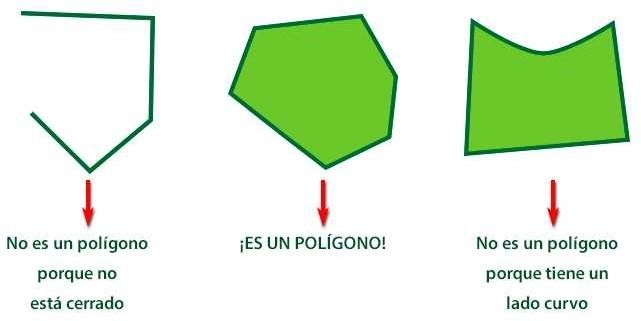 No es un polígono
porque no
está cerrado
¡ES UN POLÍGONO!
No es un polígono
porque tiene un
lado curvo